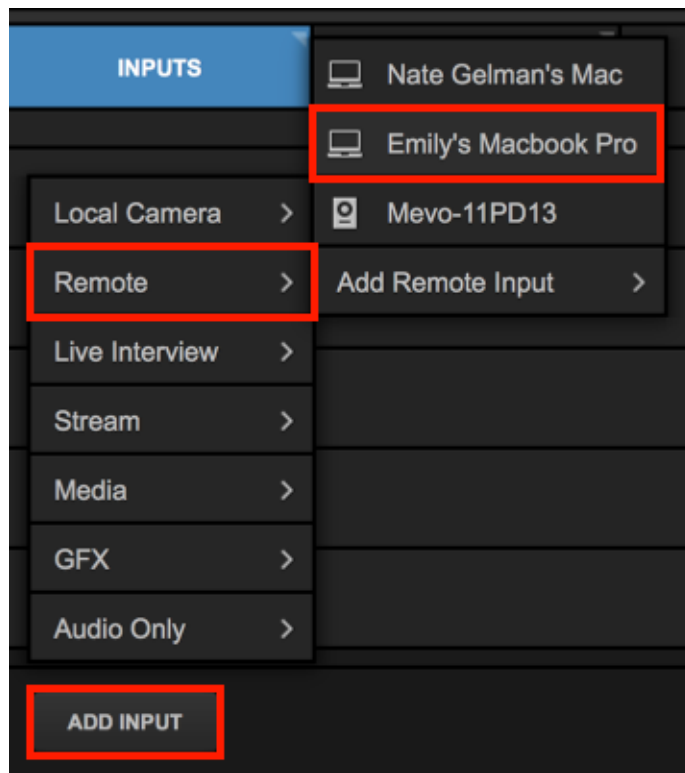 INPUTS
Nate Gelman's Mac
Emily's Macbook Pro
Mevo-11PD13
Add Remote Input
Local Camera
Remote
Live Interview
Stream
Media
GFX
Audio Only
ADD INPUT